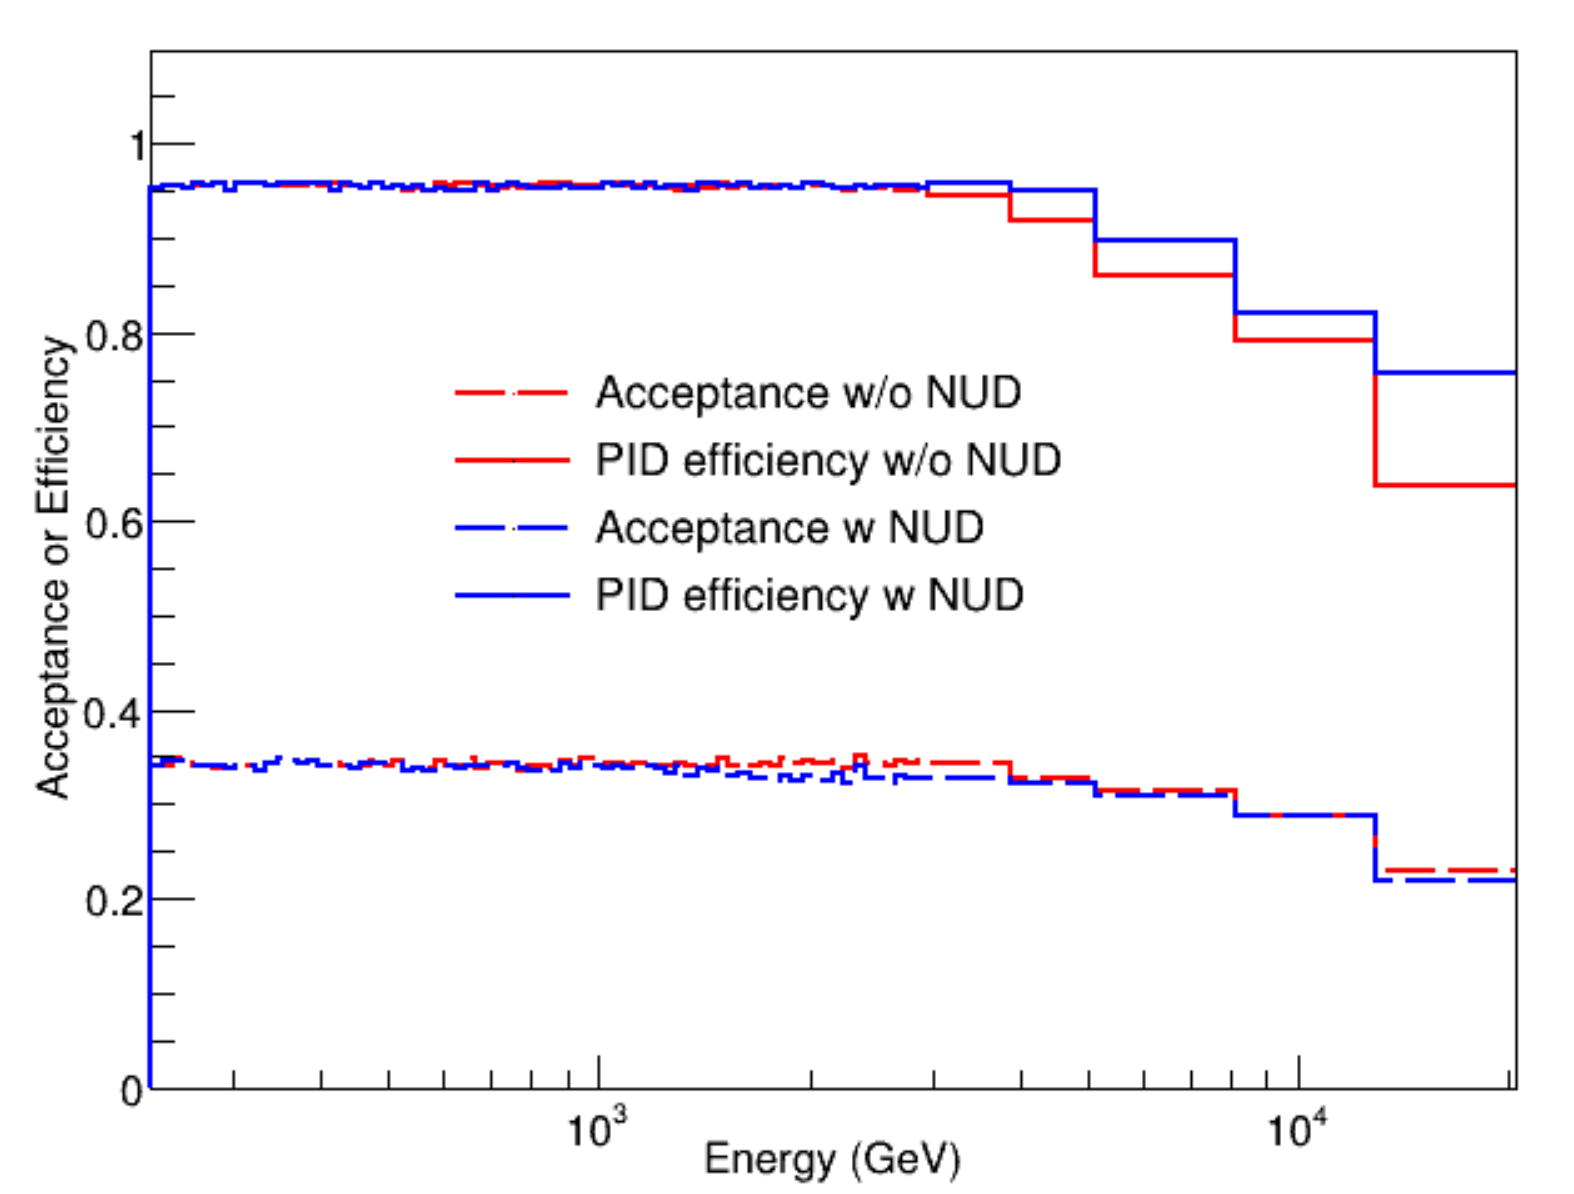 Acceptance or Efficiency
1
0.8
0.6
0.4
0.2
0
Acceptance w/o NUD
PID efficiency w/o NUD
Acceptance w NUD
PID efficiency w NUD
10³
10⁴
Energy (GeV)